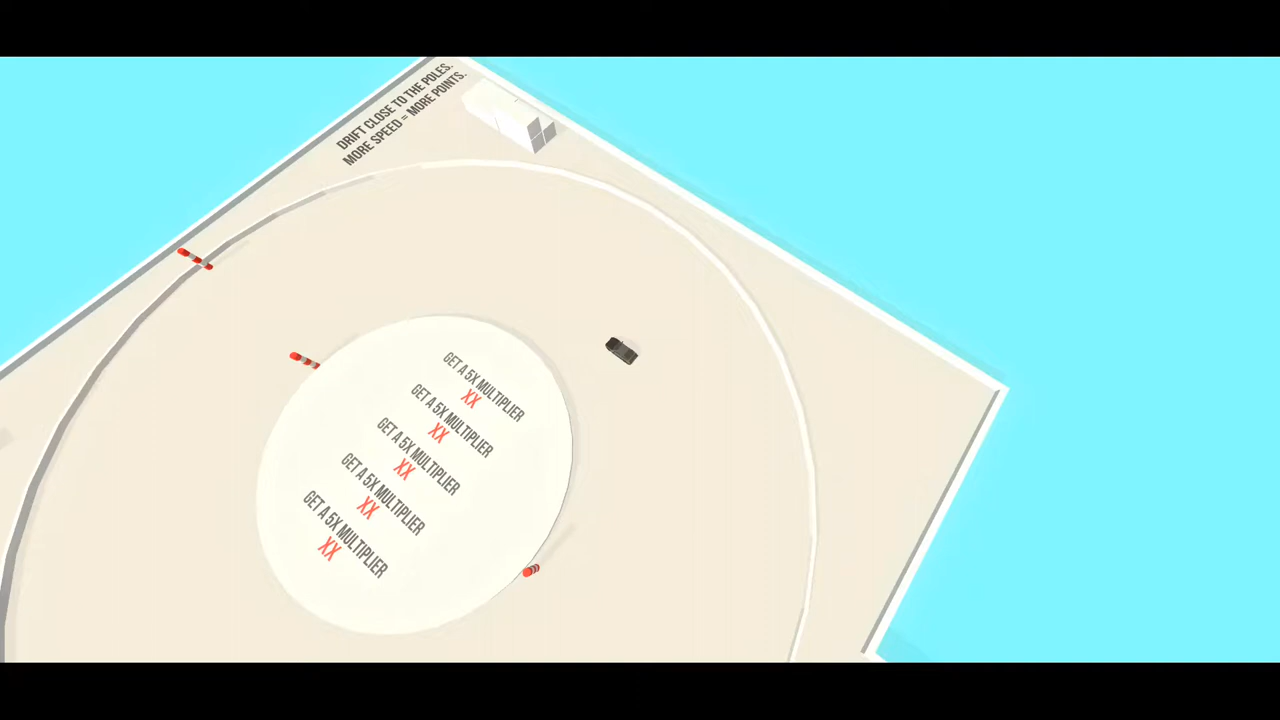 DRIFT CLOSE TO THE POLES.
MORE SPEED = MORE POINTS.
GET A 5X MULTIPLIER
XX
GET A 5X MULTIPLIER
XX
GET A 5X MULTIPLIER
XX
GET A 5X MULTIPLIER
XX
GET A 5X MULTIPLIER
XX